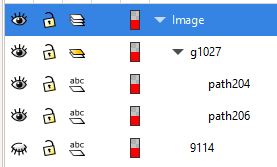 Image
g1027
abc path204
abc path206
abc 9114